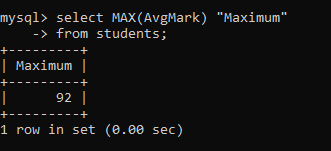 mysql> select MAX(AvgMark) "Maximum"
    -> from students;
+---------+
| Maximum |
+---------+
|      92 |
+---------+
1 row in set (0.00 sec)